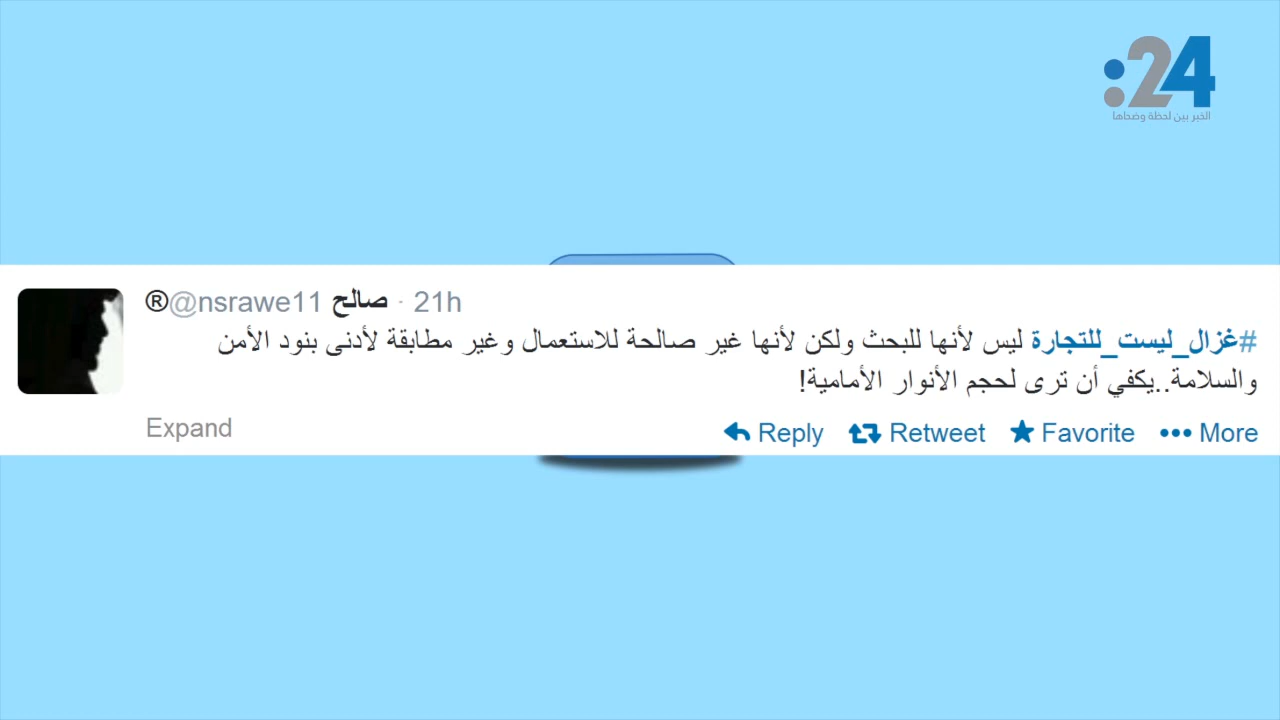 :24
الخبر بين لحظة وضحاها
®@nsrawe11 صالح · 21h
#غزال_ليست_للتجارة ليس لأنها للبحث ولكن لأنها غير صالحة للاستعمال وغير مطابقة لأدنى بنود الأمن
والسلامة..يكفي أن ترى لحجم الأنوار الأمامية!
Expand Reply Retweet Favorite More